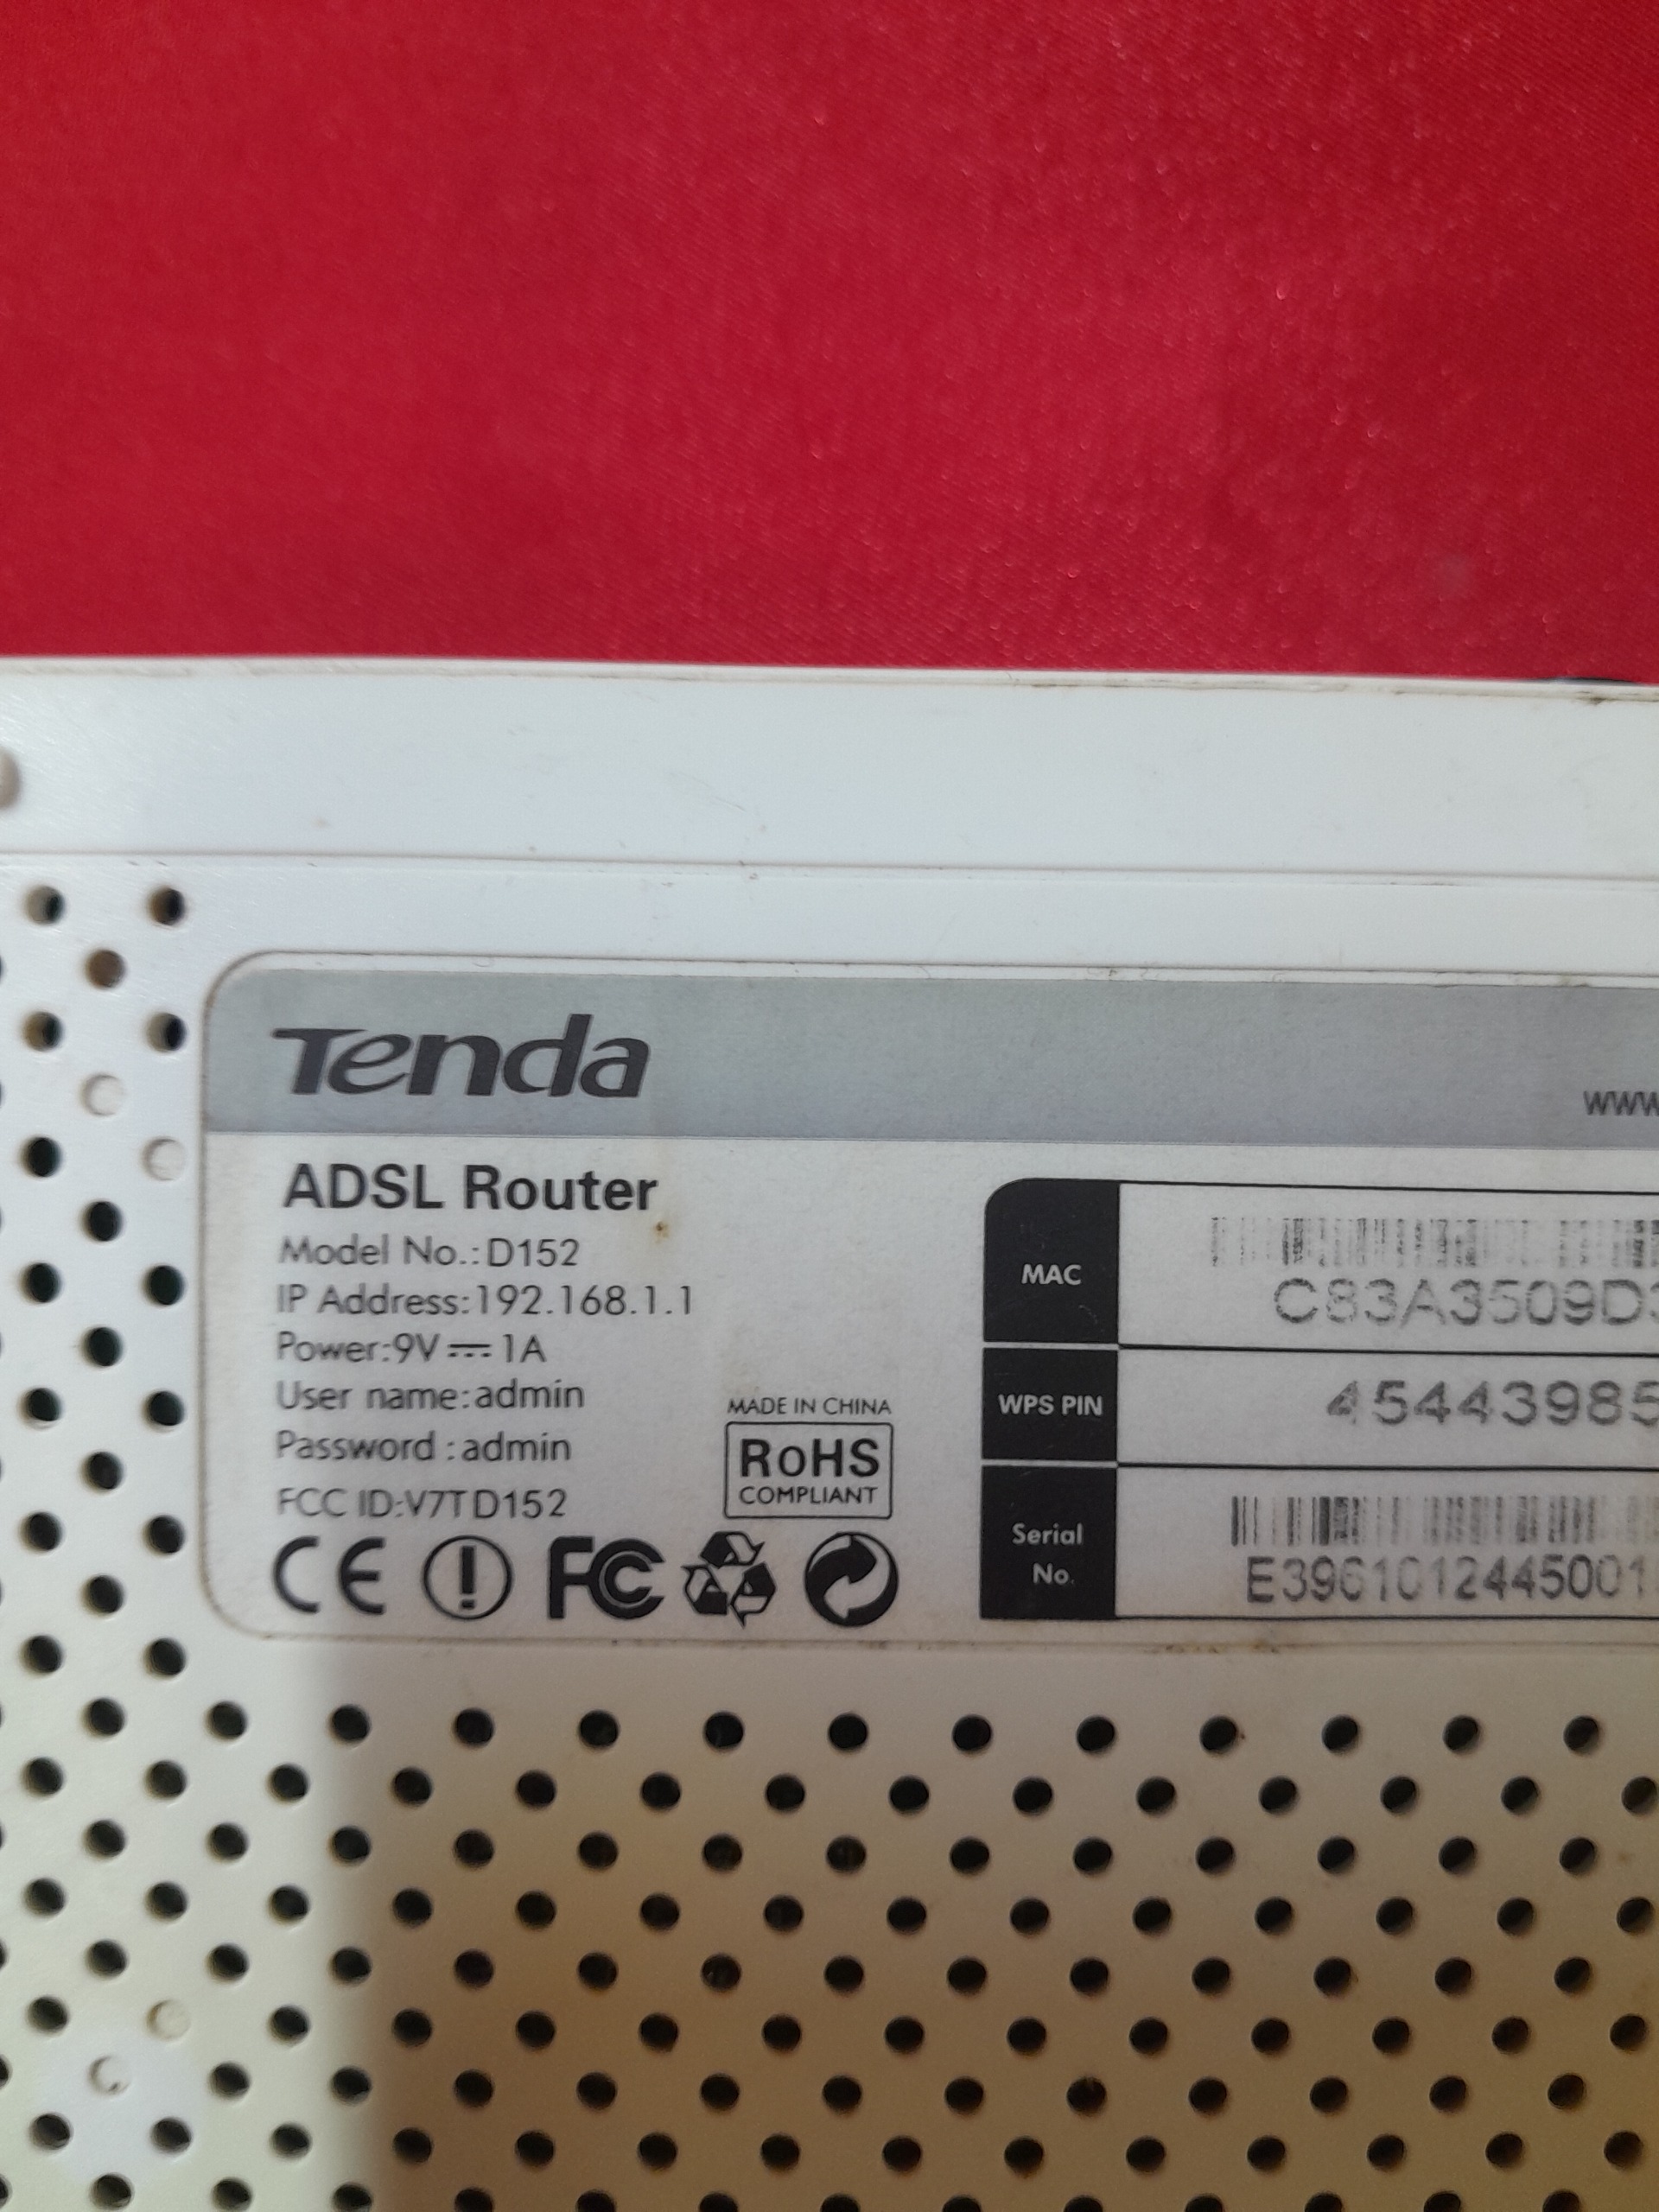 Tenda
www
ADSL Router
Model No.:D152
IP Address:192.168.1.1
Power:9V⎓1A
User name:admin
Password :admin
FCC ID:V7TD152
MADE IN CHINA
RoHS
COMPLIANT
CE
FC
MAC
C83A3509D3
WPS PIN
45443985
Serial
No.
E3961012445001